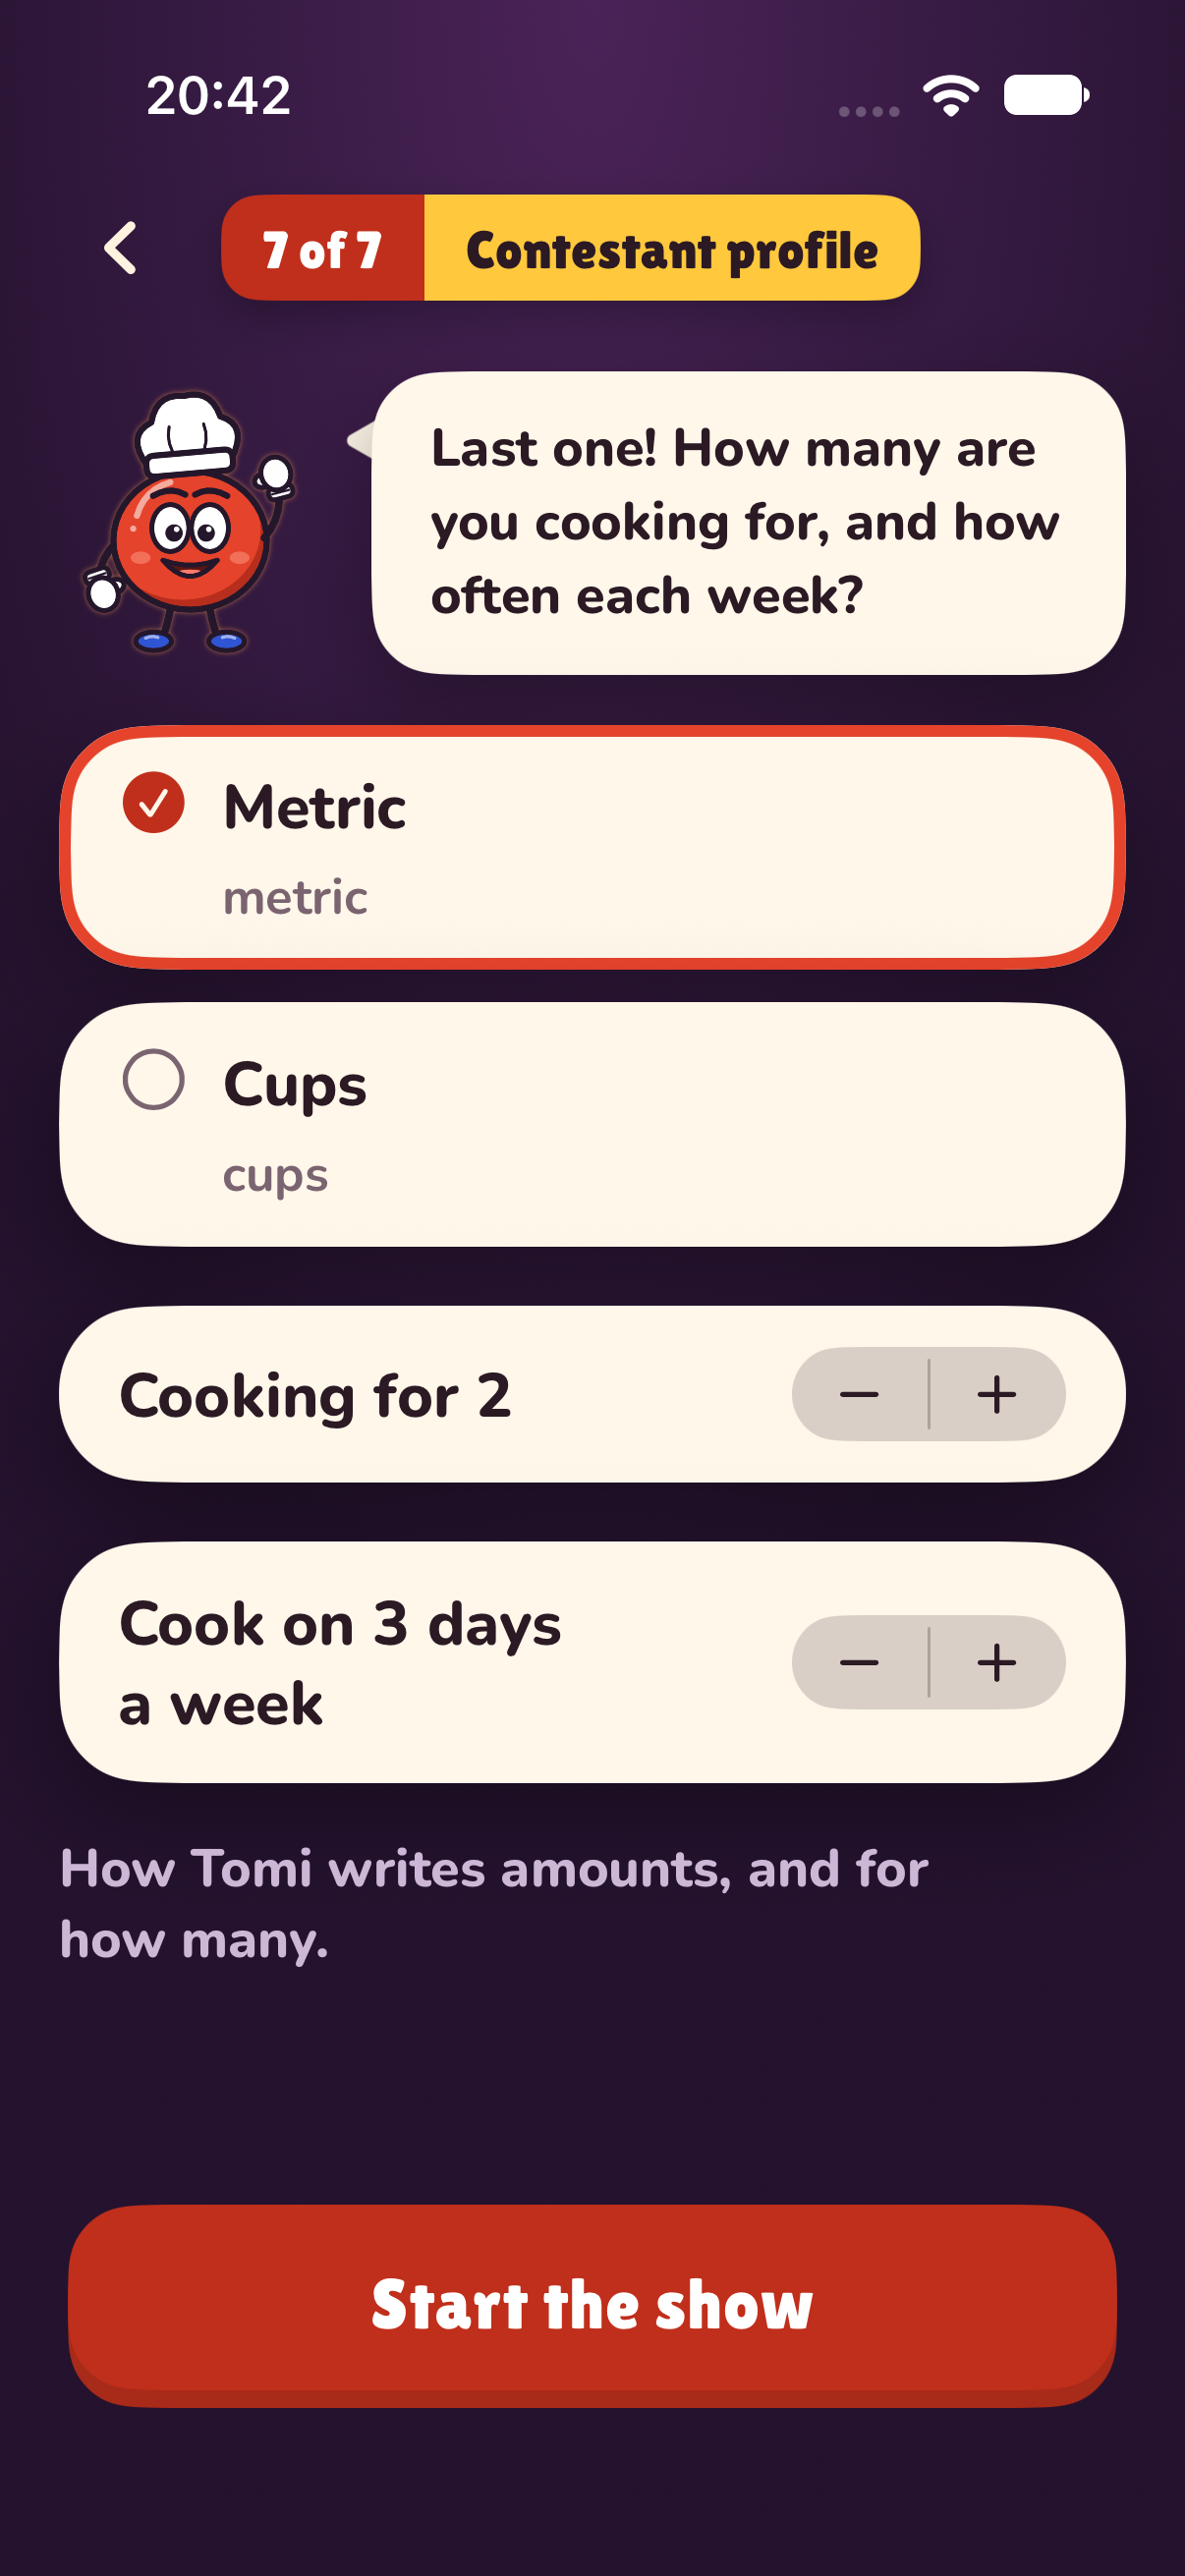 20:42
7 of 7 Contestant profile
Last one! How many are
you cooking for, and how
often each week?
Metric
metric
Cups
cups
Cooking for 2
Cook on 3 days
a week
How Tomi writes amounts, and for
how many.
Start the show